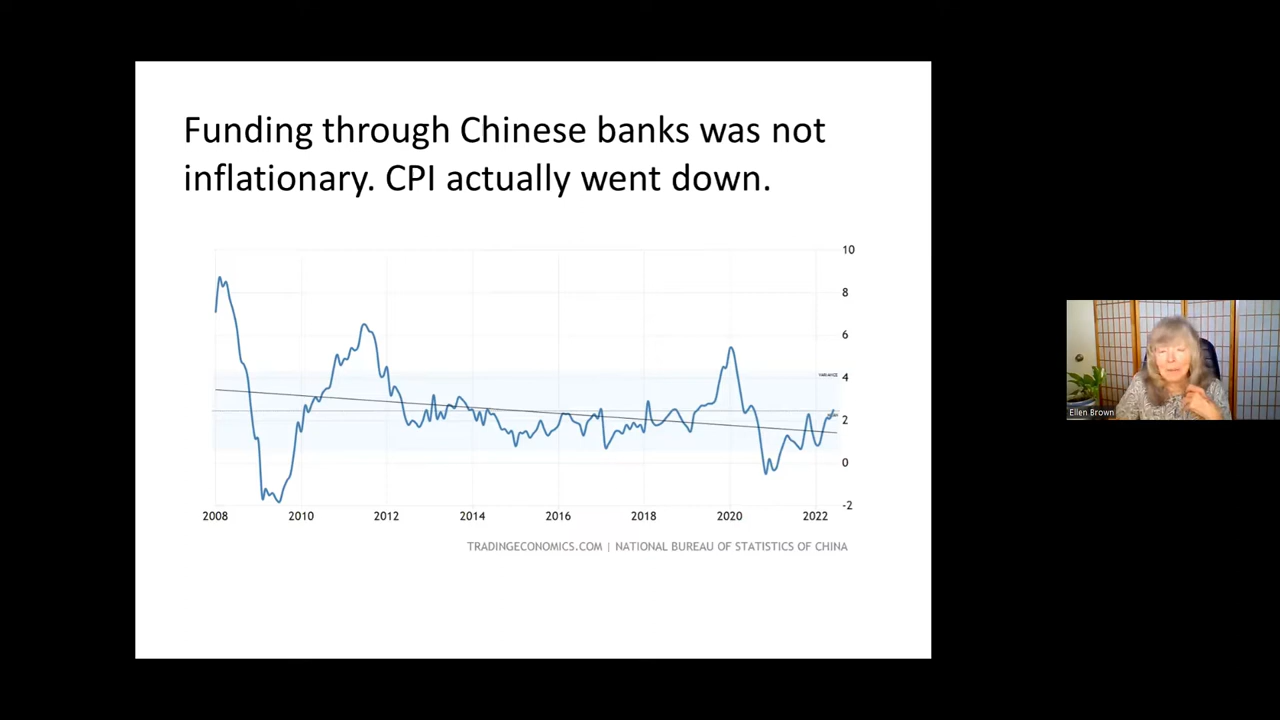 Funding through Chinese banks was not
inflationary. CPI actually went down.
10
8
6
VARIANCE
4
2
0
-2
2008 2010 2012 2014 2016 2018 2020 2022
TRADINGECONOMICS.COM | NATIONAL BUREAU OF STATISTICS OF CHINA
Ellen Brown